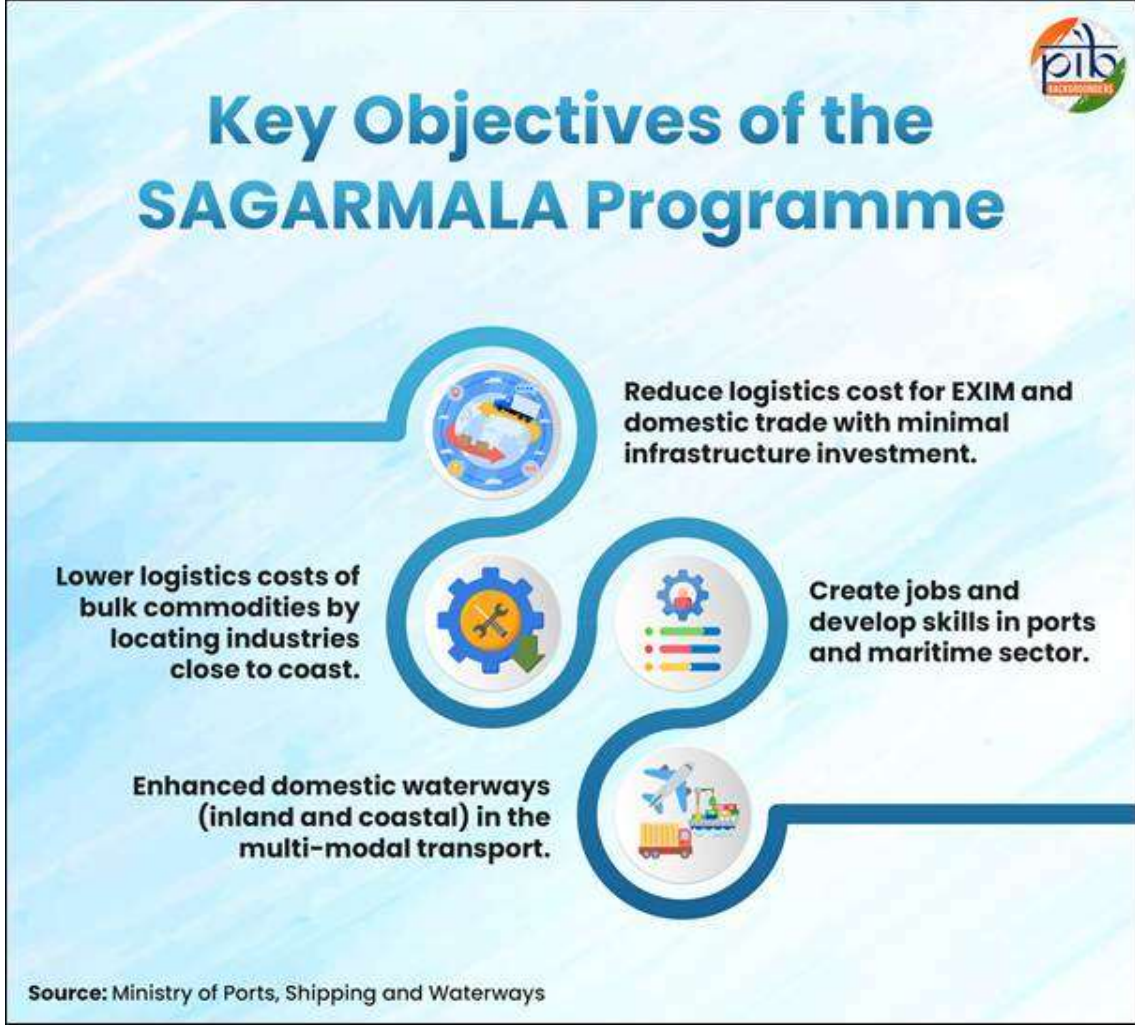 pib
BACKGROUNDERS
Key Objectives of the
SAGARMALA Programme
Reduce logistics cost for EXIM and
domestic trade with minimal
infrastructure investment.
Lower logistics costs of
bulk commodities by
locating industries
close to coast.
Create jobs and
develop skills in ports
and maritime sector.
Enhanced domestic waterways
(inland and coastal) in the
multi-modal transport.
Source: Ministry of Ports, Shipping and Waterways